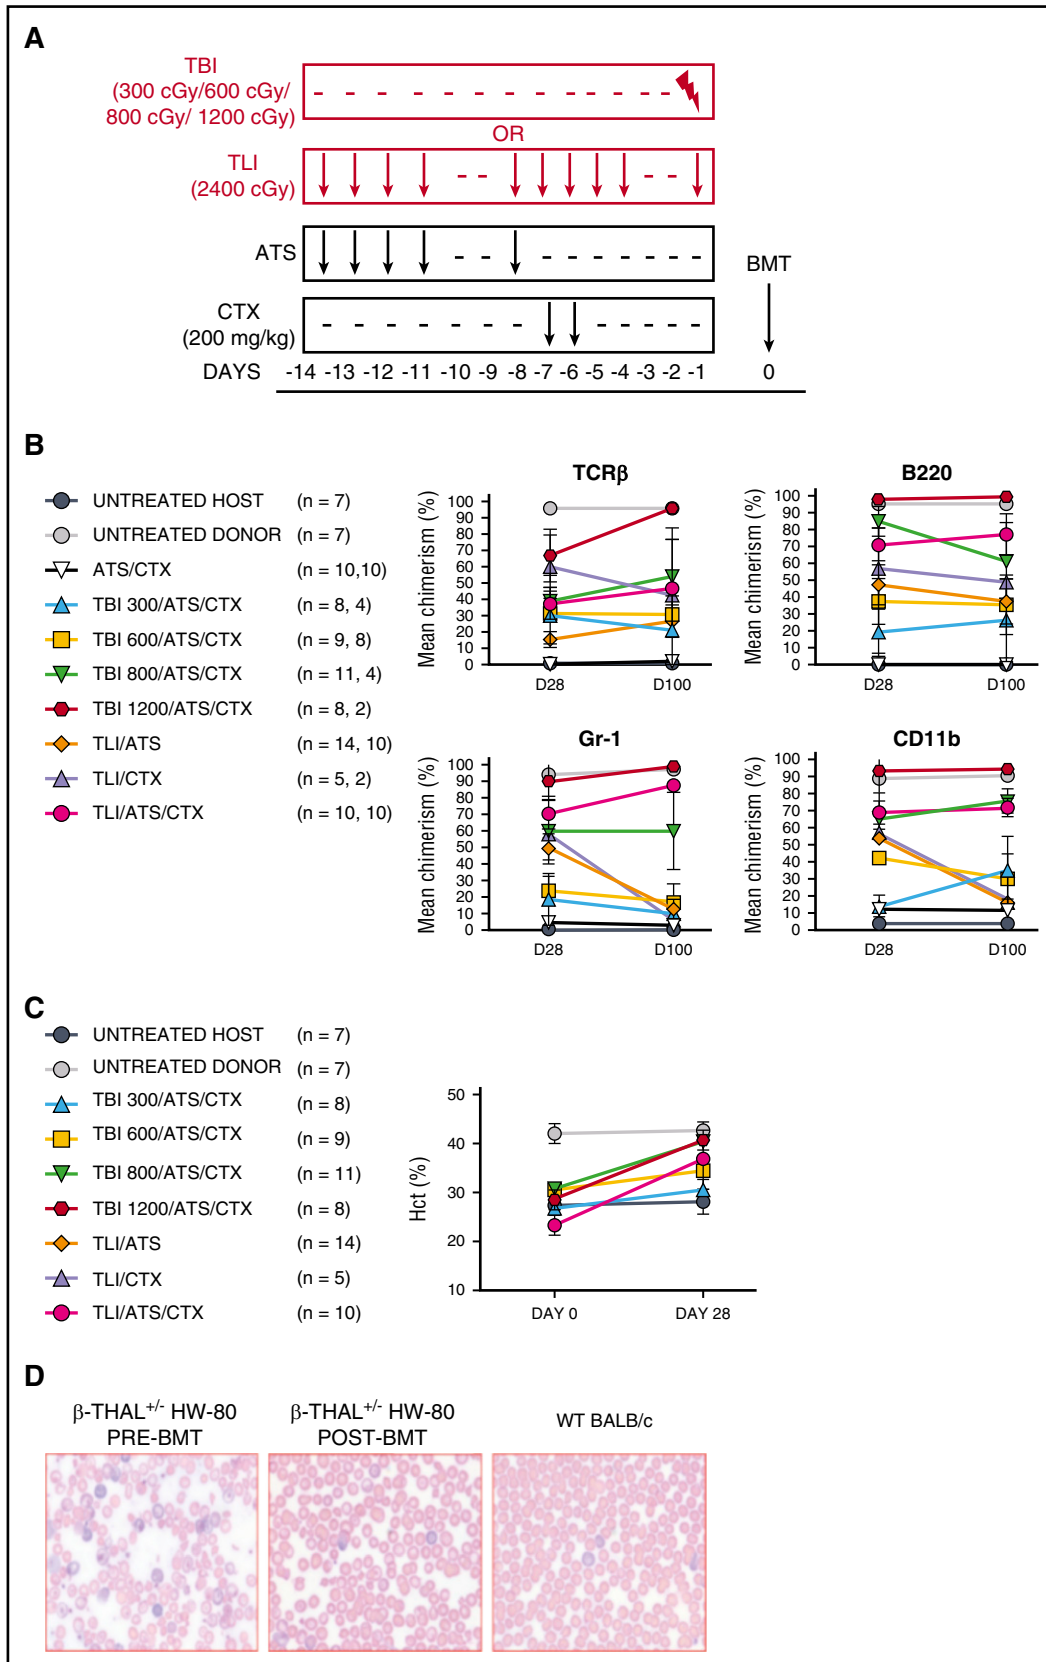 A
TBI
(300 cGy/600 cGy/
800 cGy/ 1200 cGy)
OR
TLI
(2400 cGy)
ATS
BMT
CTX
(200 mg/kg)
DAYS -14 -13 -12 -11 -10 -9 -8 -7 -6 -5 -4 -3 -2 -1 0
B
UNTREATED HOST (n = 7)
UNTREATED DONOR (n = 7)
ATS/CTX (n = 10,10)
TBI 300/ATS/CTX (n = 8, 4)
TBI 600/ATS/CTX (n = 9, 8)
TBI 800/ATS/CTX (n = 11, 4)
TBI 1200/ATS/CTX (n = 8, 2)
TLI/ATS (n = 14, 10)
TLI/CTX (n = 5, 2)
TLI/ATS/CTX (n = 10, 10)
TCRβ
Mean chimerism (%)
100
90
80
70
60
50
40
30
20
10
0
D28 D100
B220
Mean chimerism (%)
100
90
80
70
60
50
40
30
20
10
0
D28 D100
Gr-1
Mean chimerism (%)
100
90
80
70
60
50
40
30
20
10
0
D28 D100
CD11b
Mean chimerism (%)
100
90
80
70
60
50
40
30
20
10
0
D28 D100
C
UNTREATED HOST (n = 7)
UNTREATED DONOR (n = 7)
TBI 300/ATS/CTX (n = 8)
TBI 600/ATS/CTX (n = 9)
TBI 800/ATS/CTX (n = 11)
TBI 1200/ATS/CTX (n = 8)
TLI/ATS (n = 14)
TLI/CTX (n = 5)
TLI/ATS/CTX (n = 10)
Hct (%)
50
40
30
20
10
DAY 0 DAY 28
D
β-THAL+/- HW-80
PRE-BMT
β-THAL+/- HW-80
POST-BMT
WT BALB/c